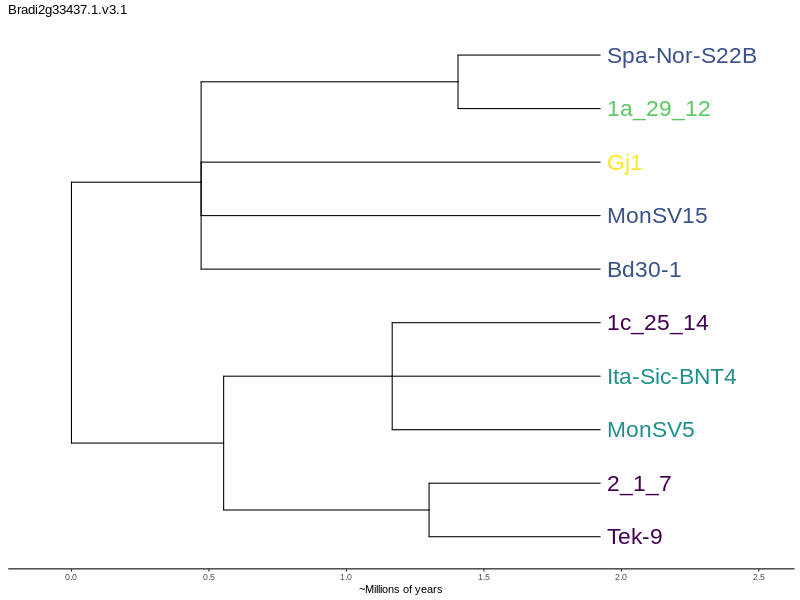 Bradi2g33437.1.v3.1
Spa-Nor-S22B
1a_29_12
Gj1
MonSV15
Bd30-1
1c_25_14
Ita-Sic-BNT4
MonSV5
2_1_7
Tek-9
0.0 0.5 1.0 1.5 2.0 2.5
~Millions of years